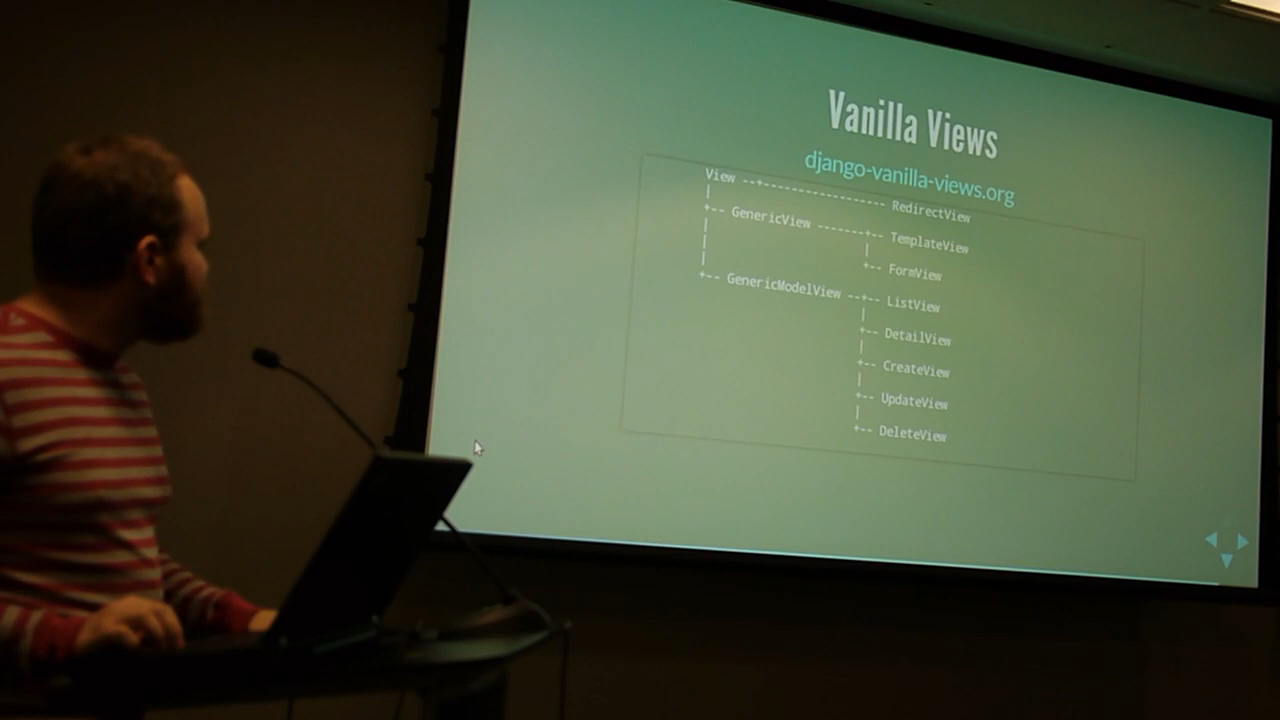 Vanilla Views
django-vanilla-views.org
View --+------------------ RedirectView
|
+-- GenericView -------+-- TemplateView
|                      |
|                      +-- FormView
|
+-- GenericModelView --+-- ListView
                       |
                       +-- DetailView
                       |
                       +-- CreateView
                       |
                       +-- UpdateView
                       |
                       +-- DeleteView